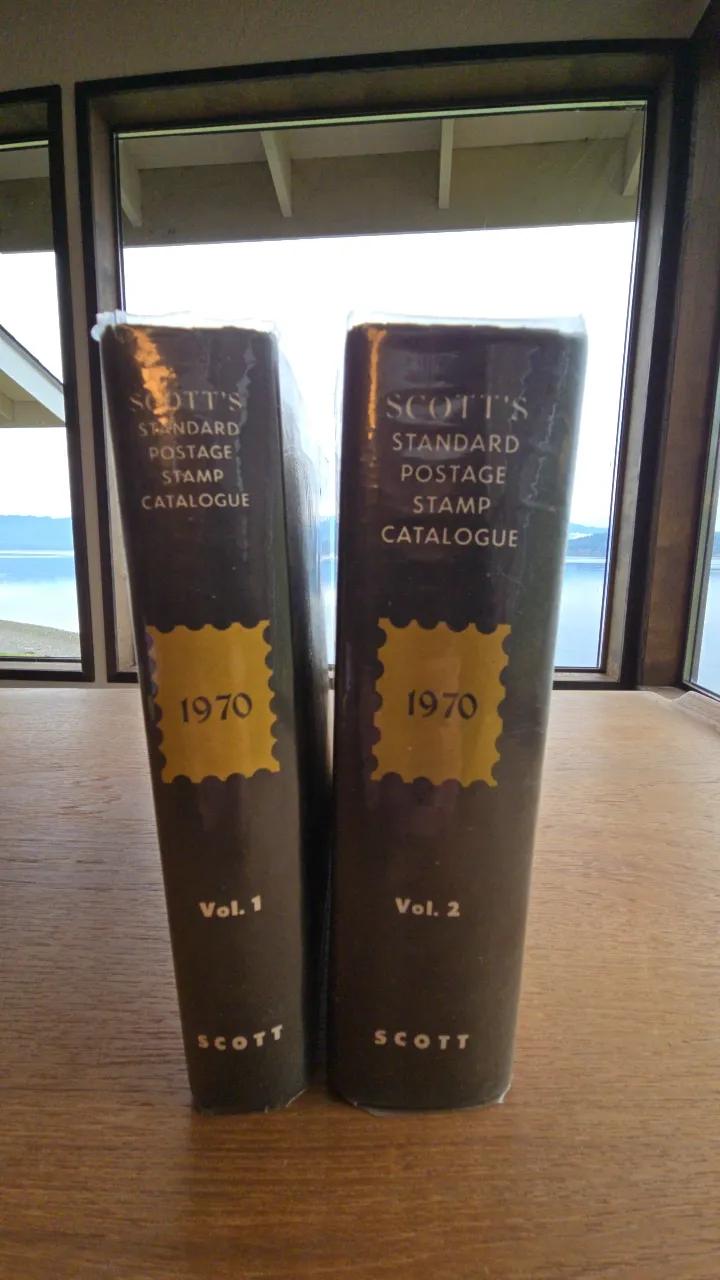 SCOTT'S
STANDARD
POSTAGE
STAMP
CATALOGUE
1970
Vol. 1
SCOTT
SCOTT'S
STANDARD
POSTAGE
STAMP
CATALOGUE
1970
Vol. 2
SCOTT